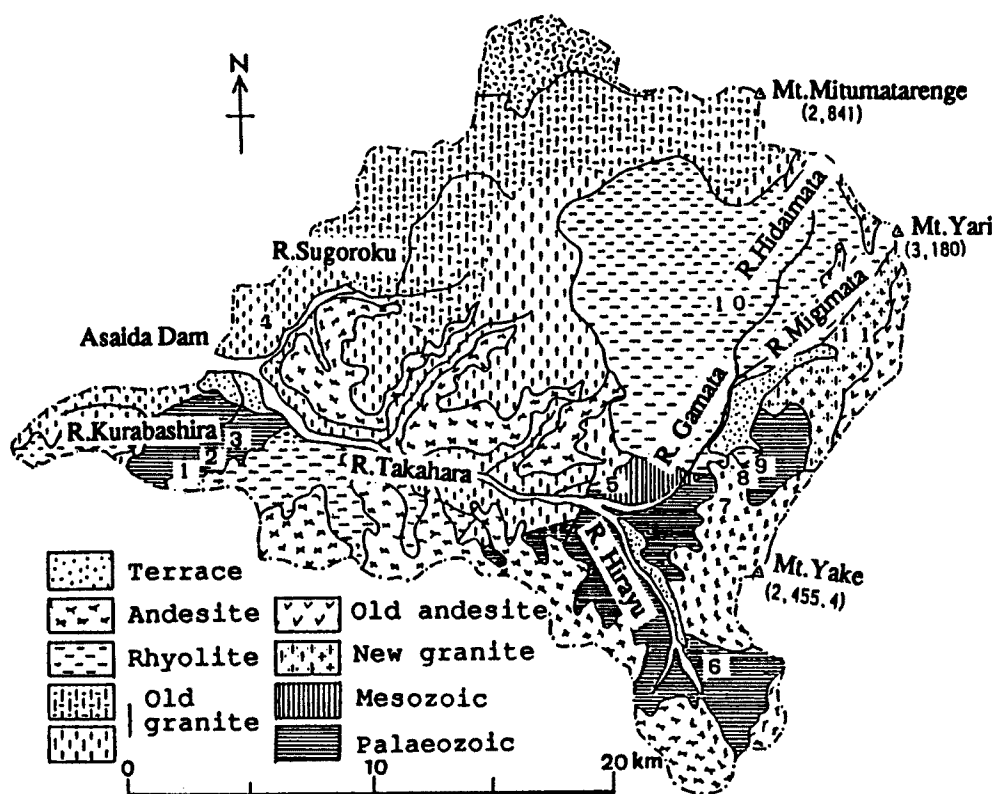 N
Mt.Mitumatarenge
(2,841)
R.Hidaimata
Mt.Yari
(3,180)
R.Sugoroku
10
R.Migimata
4
11
Asaida Dam
R.Gamata
R.Kurabashira
3
2
1
R.Takahara
5
9
8
7
R Hirayu
Mt.Yake
(2,455.4)
6
Terrace
Andesite
Old andesite
Rhyolite
New granite
Old
granite
Mesozoic
Palaeozoic
0 10 20 km